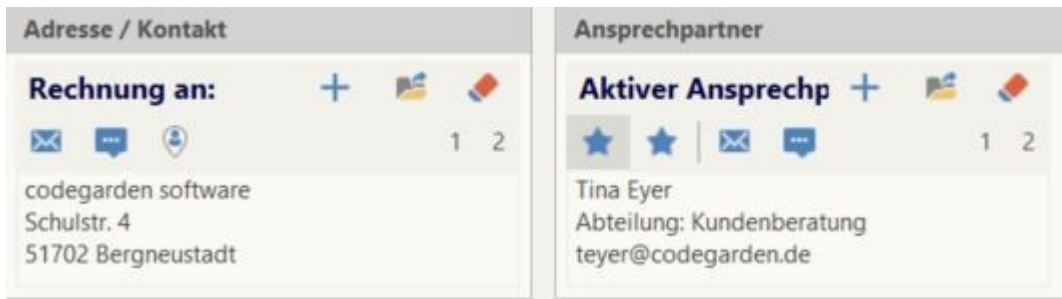 Adresse / Kontakt
Rechnung an:
1 2
codegarden software
Schulstr. 4
51702 Bergneustadt
Ansprechpartner
Aktiver Ansprechp
1 2
Tina Eyer
Abteilung: Kundenberatung
teyer@codegarden.de